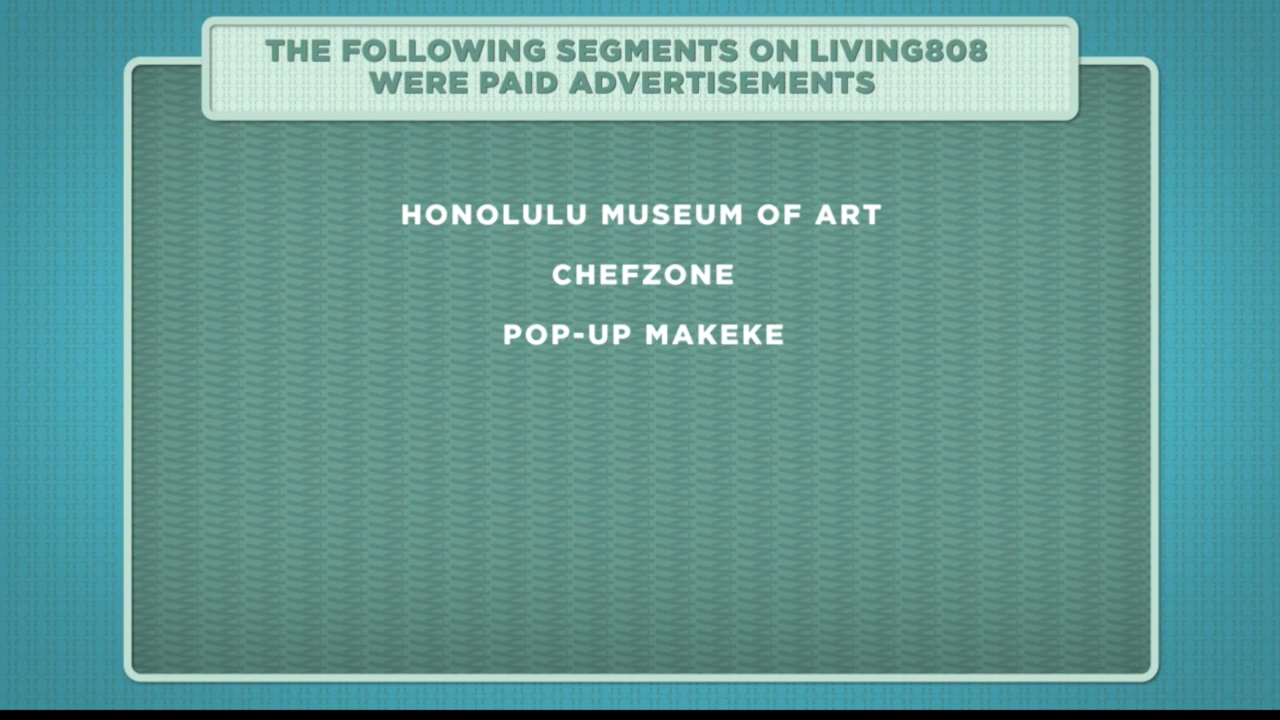 THE FOLLOWING SEGMENTS ON LIVING808
WERE PAID ADVERTISEMENTS
HONOLULU MUSEUM OF ART
CHEFZONE
POP-UP MAKEKE